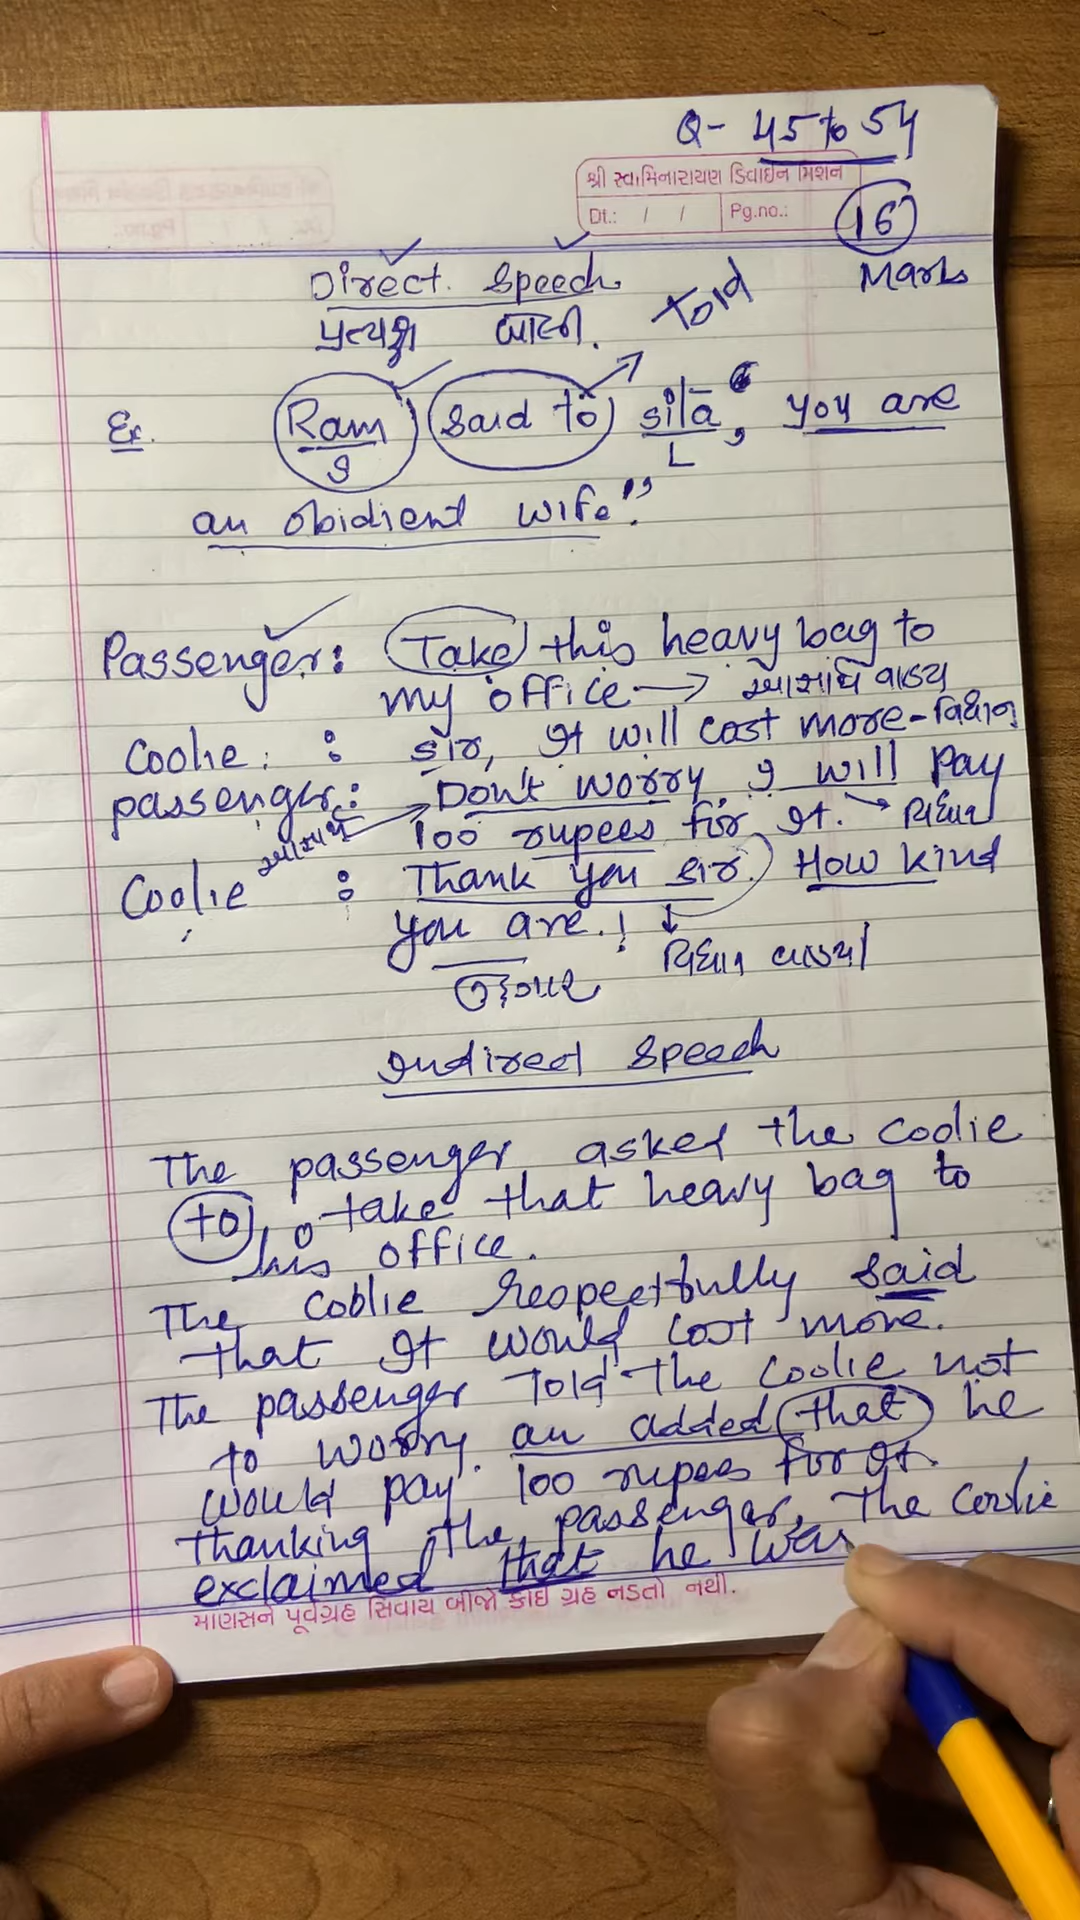 Q- 45 to 54
શ્રી સ્વામિનારાયણ ડિવાઈન મિશન
Dt.: / / Pg.no.:
16
Marks
Direct Speech
પ્રત્યક્ષ
Told
Ex. Ram said to sita, "you are
S L
an obidient wife".
Passenger: Take this heavy bag to
my office → આજ્ઞાર્થ વાક્ય
Coolie : sir, It will cost more - વિધાન
passenger: Don't worry I will pay
આજ્ઞાર્થ 100 rupees for It. → વિધાન
Coolie : Thank you sir. How kind
you are.! ↓
વિધાન વાક્ય
ઉદ્દગાર
Indirect Speech
The passenger asked the coolie
to take that heavy bag to
his office.
The coolie respectfully said
that It would cost more.
The passenger Told the coolie not
to worry. an added that he
would pay 100 rupees for It.
thanking the passenger, The coolie
exclaimed that he was
માણસને પૂર્વગ્રહ સિવાય બીજો કોઈ ગ્રહ નડતો નથી.